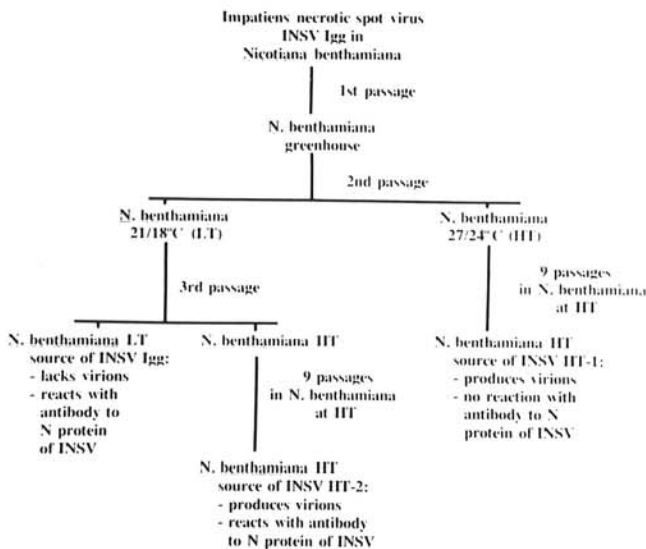 Impatiens necrotic spot virus
INSV Igg in
Nicotiana benthamiana
1st passage
N. benthamiana
greenhouse
2nd passage
N. benthamiana
21/18°C (LT)
N. benthamiana
27/24°C (HT)
3rd passage
9 passages
in N. benthamiana
at HT
N. benthamiana LT
source of INSV Igg:
- lacks virions
- reacts with
antibody to
N protein
of INSV
N. benthamiana HT
9 passages
in N. benthamiana
at HT
N. benthamiana HT
source of INSV HT-2:
- produces virions
- reacts with antibody
to N protein of INSV
N. benthamiana HT
source of INSV HT-1:
- produces virions
- no reaction with
antibody to N
protein of INSV